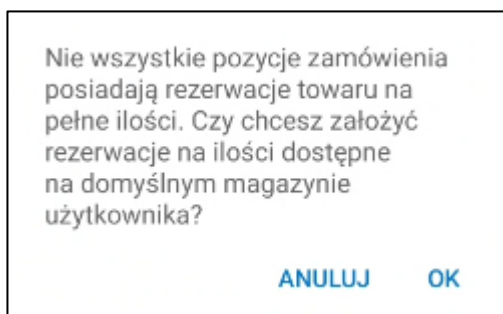 Nie wszystkie pozycje zamówienia
posiadają rezerwacje towaru na
pełne ilości. Czy chcesz założyć
rezerwacje na ilości dostępne
na domyślnym magazynie
użytkownika?
ANULUJ OK